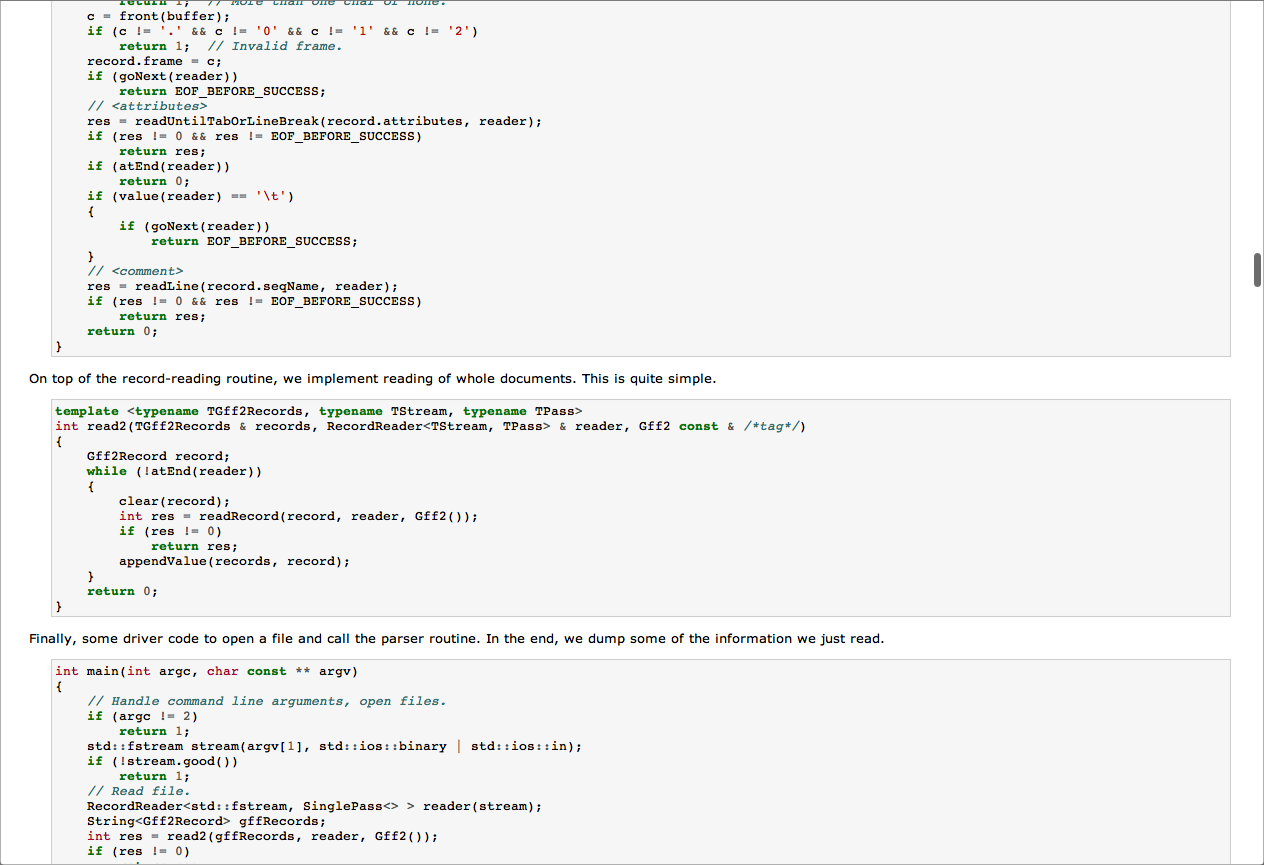 return 1;  // More than one char or none.
    c = front(buffer);
    if (c != '.' && c != '0' && c != '1' && c != '2')
        return 1;  // Invalid frame.
    record.frame = c;
    if (goNext(reader))
        return EOF_BEFORE_SUCCESS;
    // <attributes>
    res = readUntilTabOrLineBreak(record.attributes, reader);
    if (res != 0 && res != EOF_BEFORE_SUCCESS)
        return res;
    if (atEnd(reader))
        return 0;
    if (value(reader) == '\t')
    {
        if (goNext(reader))
            return EOF_BEFORE_SUCCESS;
    }
    // <comment>
    res = readLine(record.seqName, reader);
    if (res != 0 && res != EOF_BEFORE_SUCCESS)
        return res;
    return 0;
}
On top of the record-reading routine, we implement reading of whole documents. This is quite simple.
template <typename TGff2Records, typename TStream, typename TPass>
int read2(TGff2Records & records, RecordReader<TStream, TPass> & reader, Gff2 const & /*tag*/)
{
    Gff2Record record;
    while (!atEnd(reader))
    {
        clear(record);
        int res = readRecord(record, reader, Gff2());
        if (res != 0)
            return res;
        appendValue(records, record);
    }
    return 0;
}
Finally, some driver code to open a file and call the parser routine. In the end, we dump some of the information we just read.
int main(int argc, char const ** argv)
{
    // Handle command line arguments, open files.
    if (argc != 2)
        return 1;
    std::fstream stream(argv[1], std::ios::binary | std::ios::in);
    if (!stream.good())
        return 1;
    // Read file.
    RecordReader<std::fstream, SinglePass<> > reader(stream);
    String<Gff2Record> gffRecords;
    int res = read2(gffRecords, reader, Gff2());
    if (res != 0)